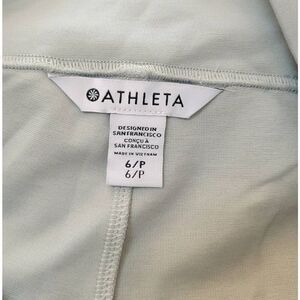 ATHLETA
DESIGNED IN
SAN FRANCISCO
CONÇU À
SAN FRANCISCO
MADE IN VIETNAM
6/P
6/P